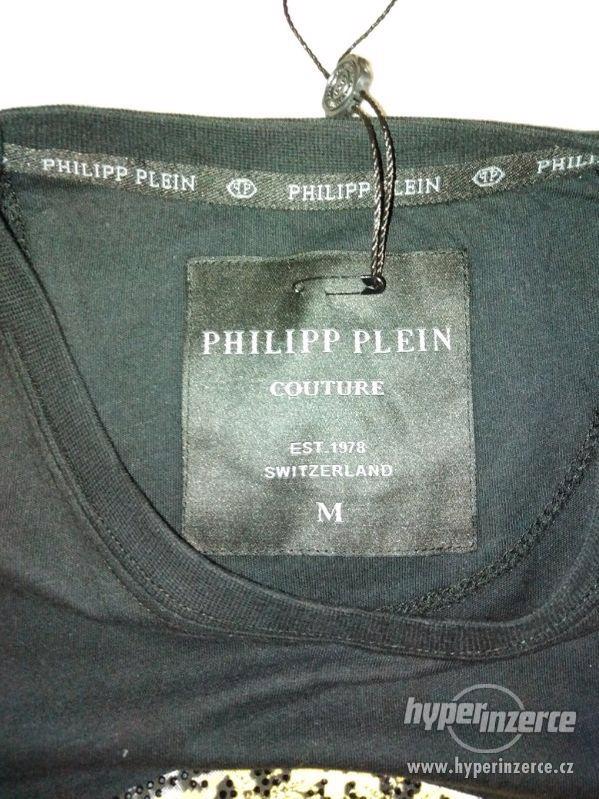 PHILIPP PLEIN PHILIPP PLEIN PHILIPP
PHILIPP PLEIN
COUTURE
EST.1978
SWITZERLAND
M
hyperinzerce
www.hyperinzerce.cz